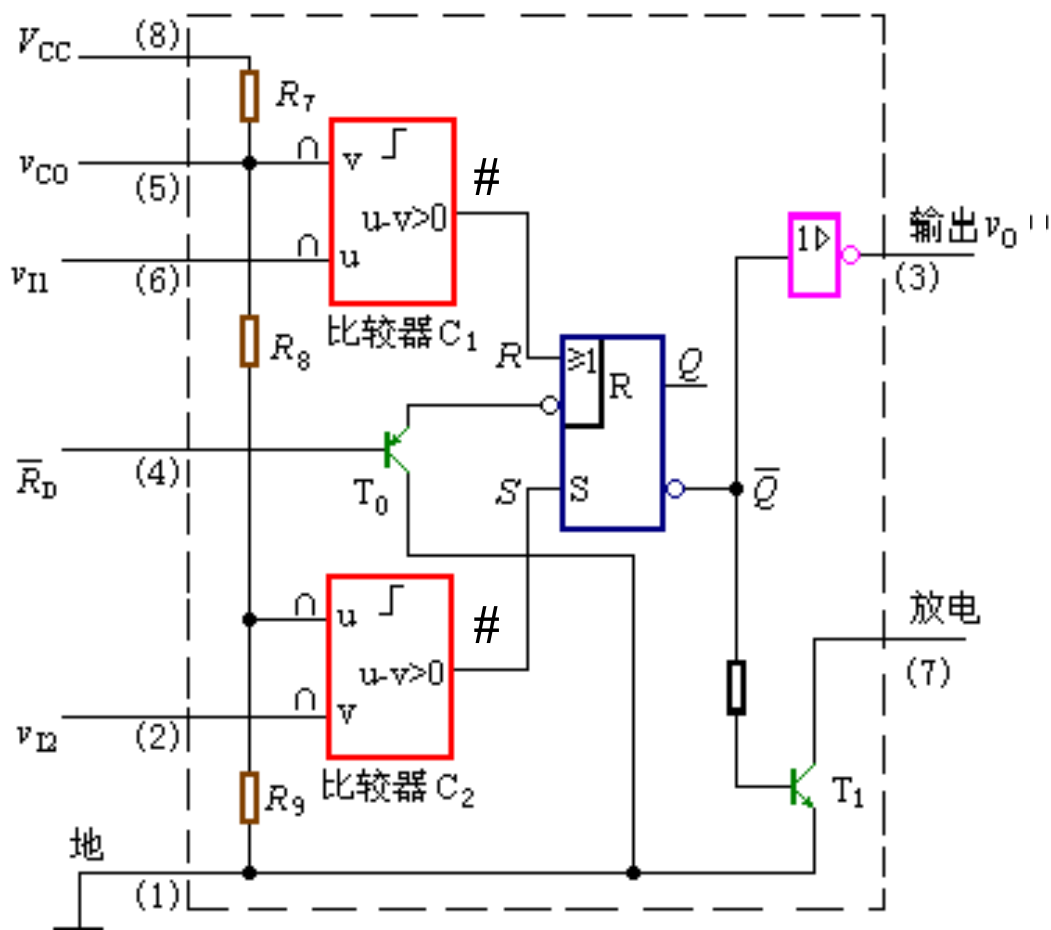 V_CC (8)
R_7
v_C0 (5) ∩ v #
u-v>0
v_I1 (6) ∩ u
比较器 C_1
1▷ 输出 v_O
(3)
R_8
R ≥1 R Q
R̅_D (4) T_0
S S Q̅
∩ u #
u-v>0
v_I2 (2) ∩ v
比较器 C_2
放电
(7)
R_9
T_1
地
(1)